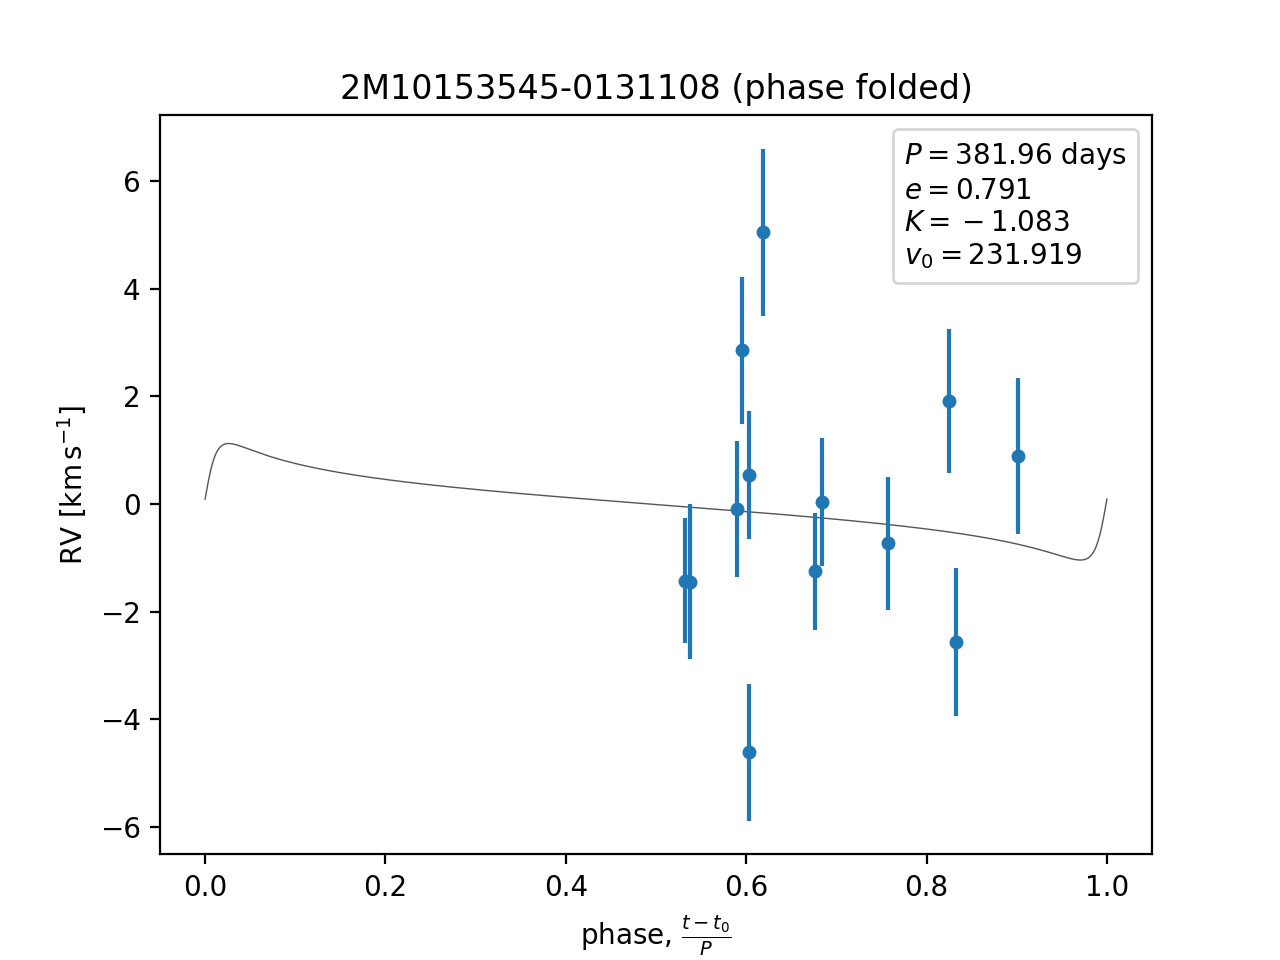 2M10153545-0131108 (phase folded)
P = 381.96 days
e = 0.791
K = −1.083
v₀ = 231.919
RV [km s⁻¹]
6
4
2
0
−2
−4
−6
0.0 0.2 0.4 0.6 0.8 1.0
phase, (t − t₀)/P